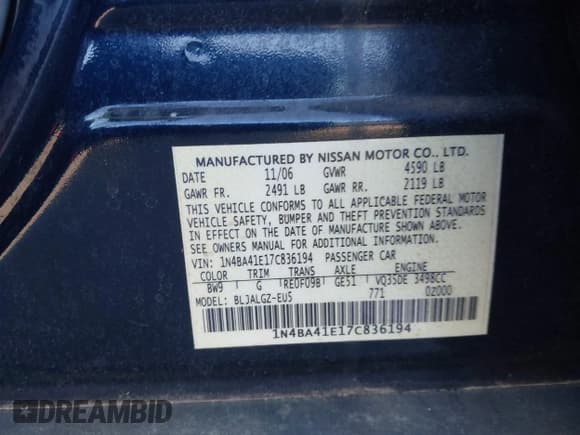 MANUFACTURED BY NISSAN MOTOR CO., LTD.
DATE 11/06 GVWR 4590 LB
GAWR FR. 2491 LB GAWR RR. 2119 LB
THIS VEHICLE CONFORMS TO ALL APPLICABLE FEDERAL MOTOR
VEHICLE SAFETY, BUMPER AND THEFT PREVENTION STANDARDS
IN EFFECT ON THE DATE OF MANUFACTURE SHOWN ABOVE.
SEE OWNERS MANUAL FOR ADDITIONAL INFORMATION.
VIN: 1N4BA41E17C836194 PASSENGER CAR
COLOR TRIM TRANS AXLE ENGINE
BW9 G RE0F09B GE51 VQ35DE 3498CC
MODEL: BLJALGZ-EU5 771 0Z000
1N4BA41E17C836194
DREAMBID